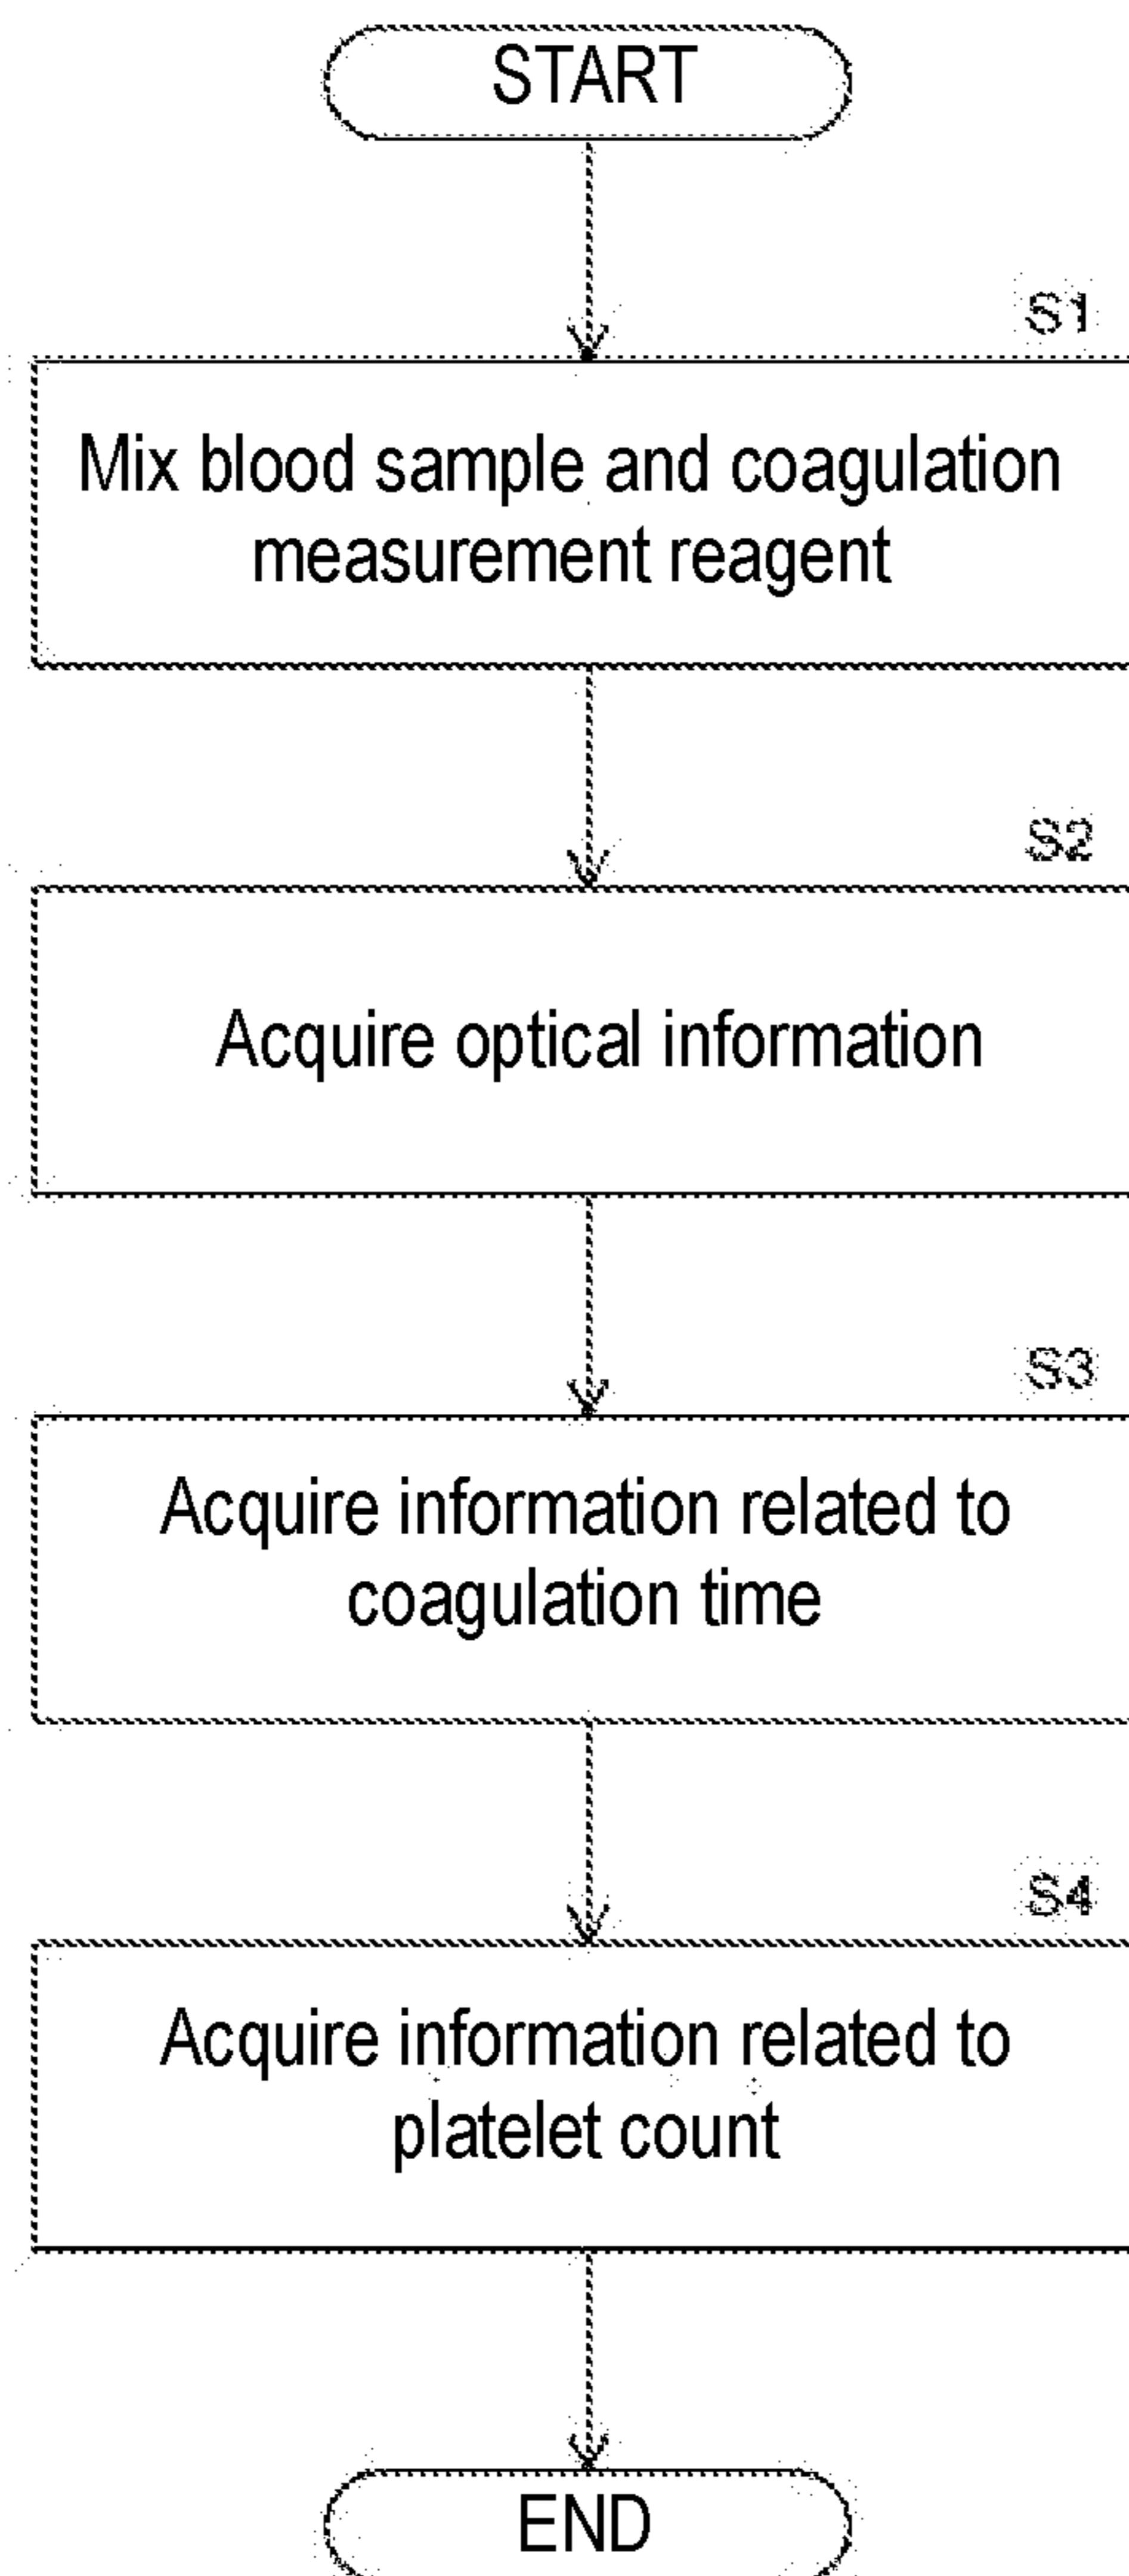 START
S1
Mix blood sample and coagulation
measurement reagent
S2
Acquire optical information
S3
Acquire information related to
coagulation time
S4
Acquire information related to
platelet count
END